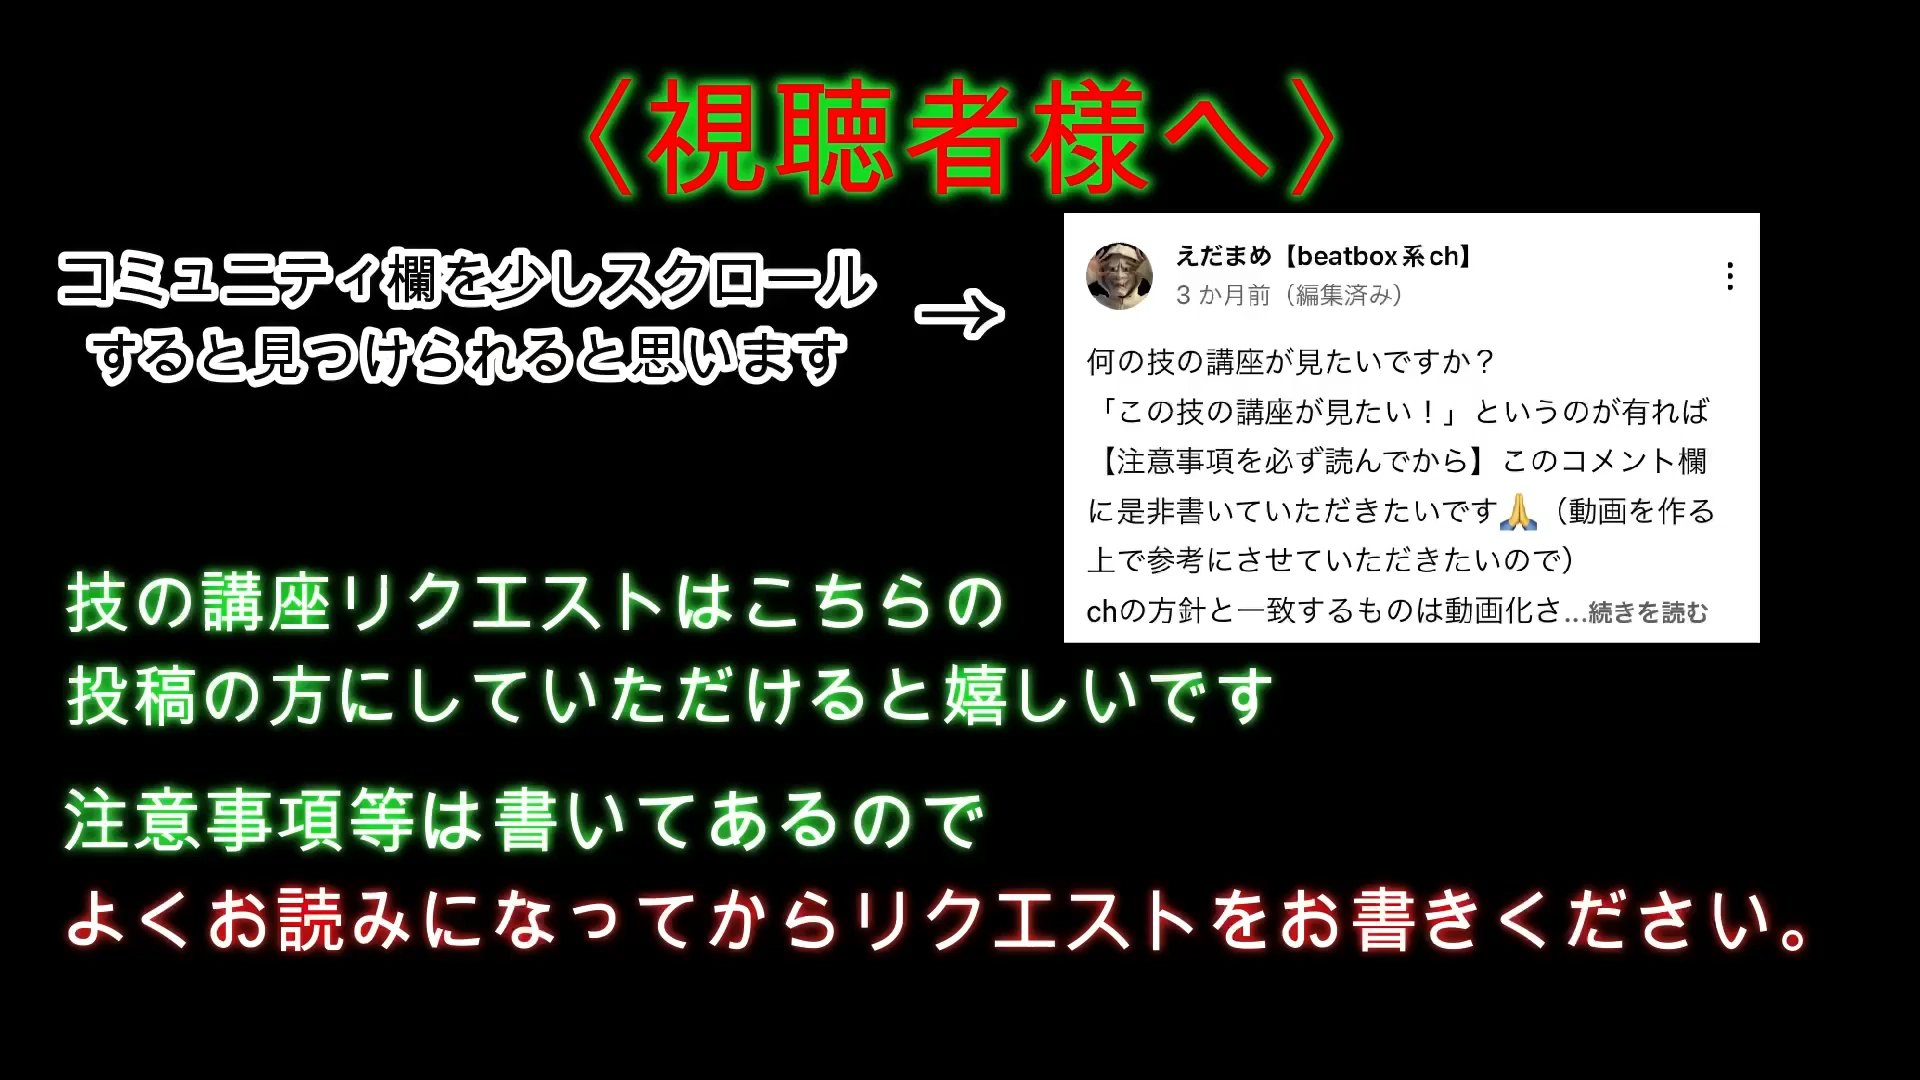 〈視聴者様へ〉
コミュニティ欄を少しスクロール
すると見つけられると思います
→
えだまめ【beatbox系ch】
3 か月前（編集済み）
何の技の講座が見たいですか？
「この技の講座が見たい！」というのが有れば
【注意事項を必ず読んでから】このコメント欄
に是非書いていただきたいです🙏（動画を作る
上で参考にさせていただきたいので）
chの方針と一致するものは動画化さ...続きを読む
技の講座リクエストはこちらの
投稿の方にしていただけると嬉しいです
注意事項等は書いてあるので
よくお読みになってからリクエストをお書きください。